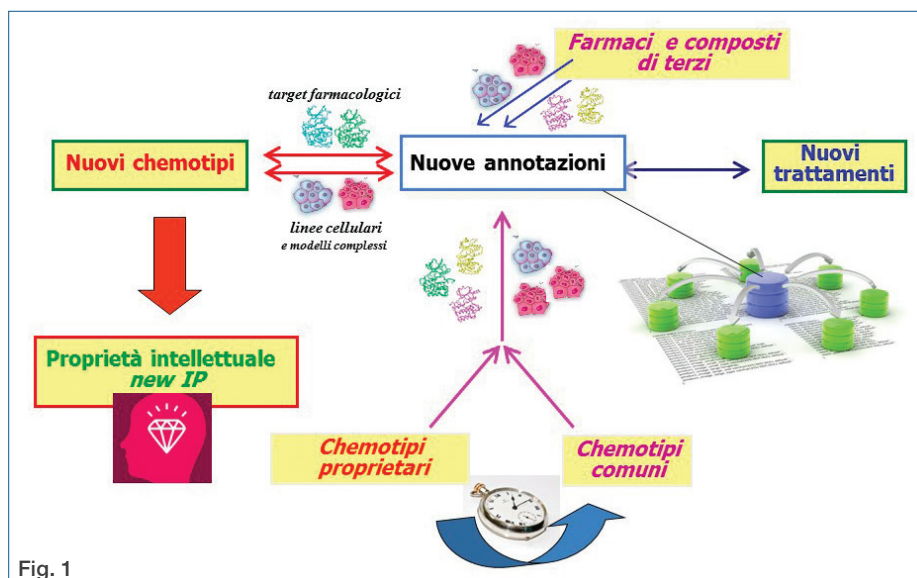 Farmaci e composti
di terzi
target farmacologici
Nuovi chemotipi
Nuove annotazioni
Nuovi
trattamenti
linee cellulari
e modelli complessi
Proprietà intellettuale
new IP
Chemotipi
proprietari
Chemotipi
comuni
Fig. 1